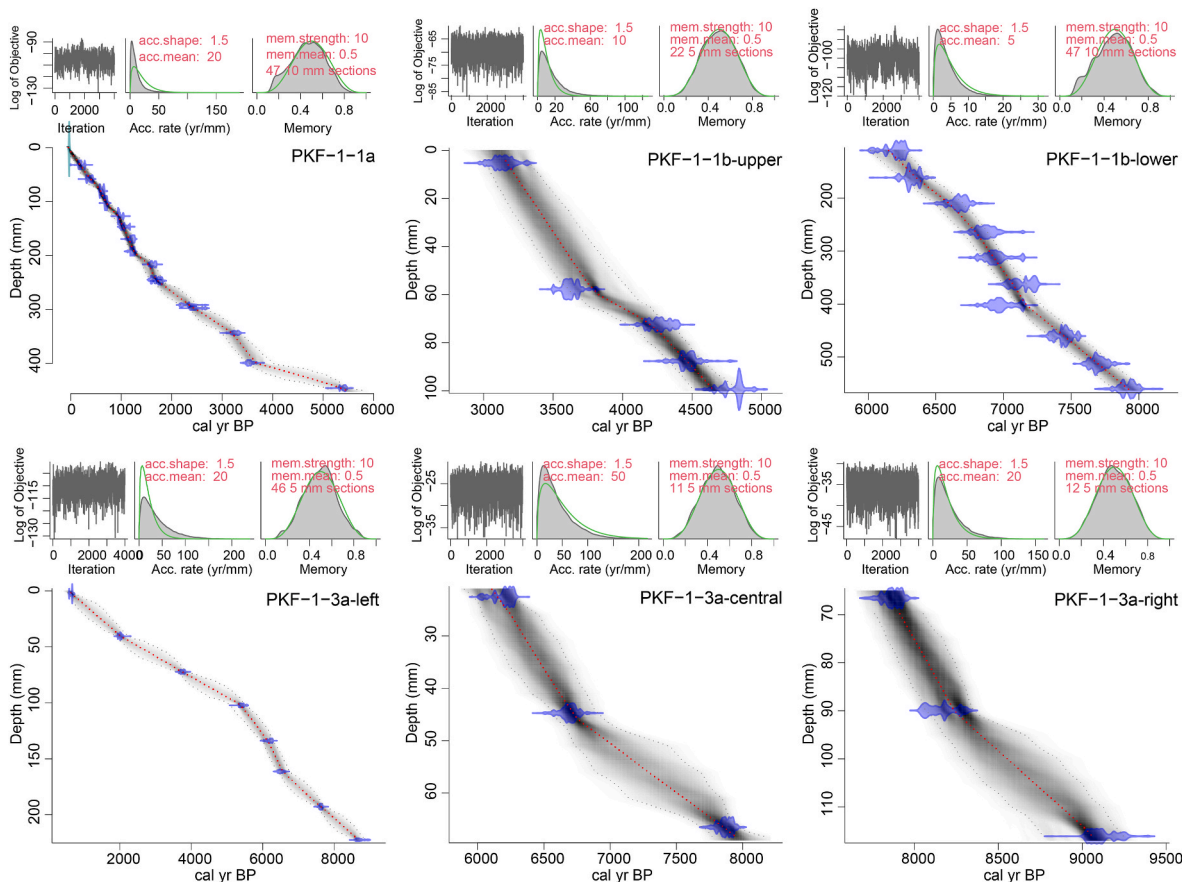 Log of Objective
−130 −90
0 2000 4000
Iteration
acc.shape: 1.5
acc.mean: 20
0 50 150
Acc. rate (yr/mm)
mem.strength: 10
mem.mean: 0.5
47 10 mm sections
0.0 0.4 0.8
Memory
PKF−1−1a
Depth (mm)
0
100
200
300
400
0 1000 2000 3000 4000 5000 6000
cal yr BP
Log of Objective
−85 −75 −65
0 2000 4000
Iteration
acc.shape: 1.5
acc.mean: 10
0 40 80 120
Acc. rate (yr/mm)
mem.strength: 10
mem.mean: 0.5
22 5 mm sections
0.0 0.4 0.8
Memory
PKF−1−1b-upper
Depth (mm)
0
20
40
60
80
100
3000 3500 4000 4500 5000
cal yr BP
Log of Objective
−120 −100
0 2000 4000
Iteration
acc.shape: 1.5
acc.mean: 5
0 10 20 30
Acc. rate (yr/mm)
mem.strength: 10
mem.mean: 0.5
47 10 mm sections
0.0 0.4 0.8
Memory
PKF−1−1b-lower
Depth (mm)
200
300
400
500
6000 6500 7000 7500 8000
cal yr BP
Log of Objective
−130 −115
0 2000 4000
Iteration
acc.shape: 1.5
acc.mean: 20
0 50 100 200
Acc. rate (yr/mm)
mem.strength: 10
mem.mean: 0.5
46 5 mm sections
0.0 0.4 0.8
Memory
PKF−1−3a-left
Depth (mm)
0
50
100
150
200
2000 4000 6000 8000
cal yr BP
Log of Objective
−35 −25
0 2000 4000
Iteration
acc.shape: 1.5
acc.mean: 50
0 50 100 200
Acc. rate (yr/mm)
mem.strength: 10
mem.mean: 0.5
11 5 mm sections
0.0 0.4 0.8
Memory
PKF−1−3a-central
Depth (mm)
30
40
50
60
6000 6500 7000 7500 8000
cal yr BP
Log of Objective
−45 −35
0 2000 4000
Iteration
acc.shape: 1.5
acc.mean: 20
0 50 100 150
Acc. rate (yr/mm)
mem.strength: 10
mem.mean: 0.5
12 5 mm sections
0.0 0.4 0.8
Memory
PKF−1−3a-right
Depth (mm)
70
80
90
100
110
8000 8500 9000 9500
cal yr BP